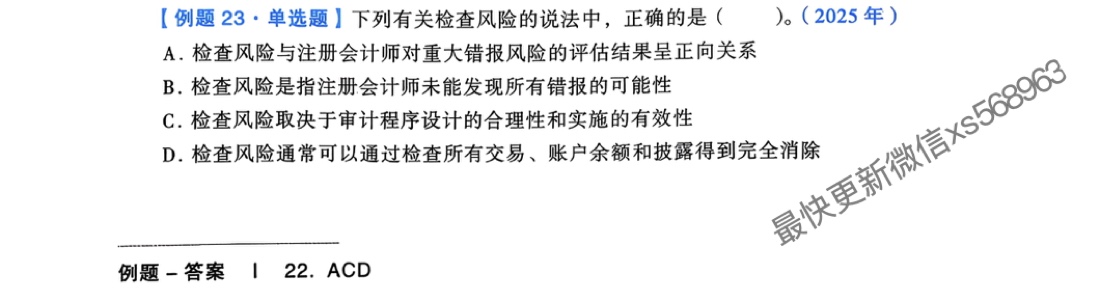 【例题 23·单选题】下列有关检查风险的说法中，正确的是（　　）。（2025 年）
A. 检查风险与注册会计师对重大错报风险的评估结果呈正向关系
B. 检查风险是指注册会计师未能发现所有错报的可能性
C. 检查风险取决于审计程序设计的合理性和实施的有效性
D. 检查风险通常可以通过检查所有交易、账户余额和披露得到完全消除
最快更新微信xs568963
例题 – 答案 | 22. ACD